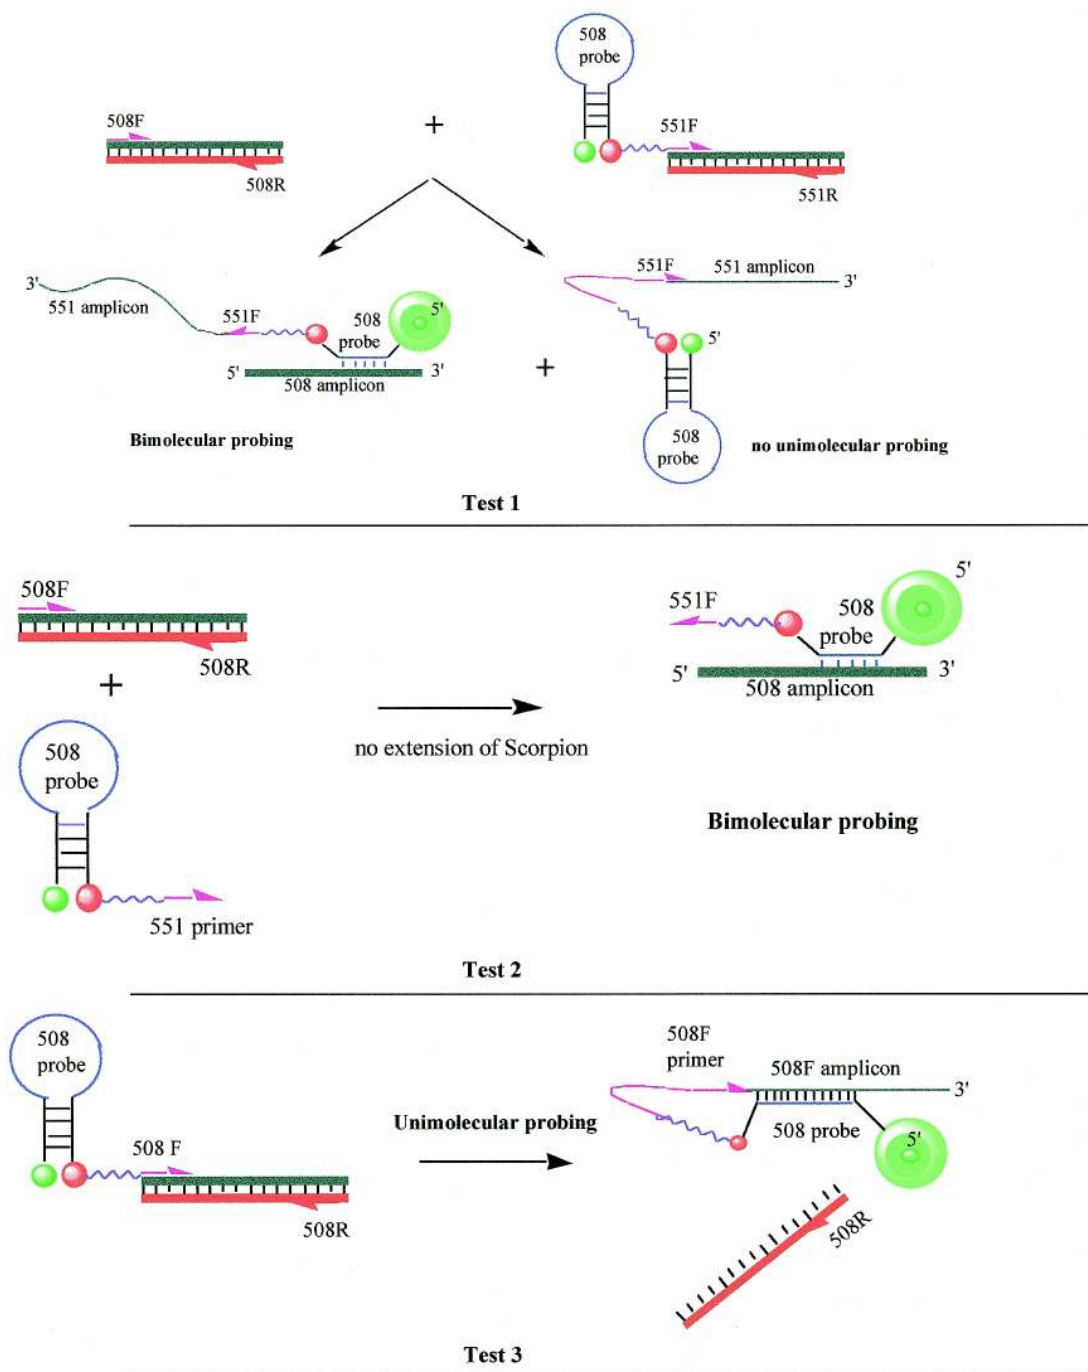 508
probe
508F
+
551F
508R
551R
3'
551 amplicon
551F
508
probe
5'
5'
508 amplicon
3'
Bimolecular probing
+
551F
551 amplicon
3'
5'
508
probe
no unimolecular probing
Test 1
508F
508R
+
508
probe
551 primer
no extension of Scorpion
551F
508
probe
5'
5'
508 amplicon
3'
Bimolecular probing
Test 2
508
probe
508 F
508R
Unimolecular probing
508F
primer
508F amplicon
3'
508 probe
5'
508R
Test 3